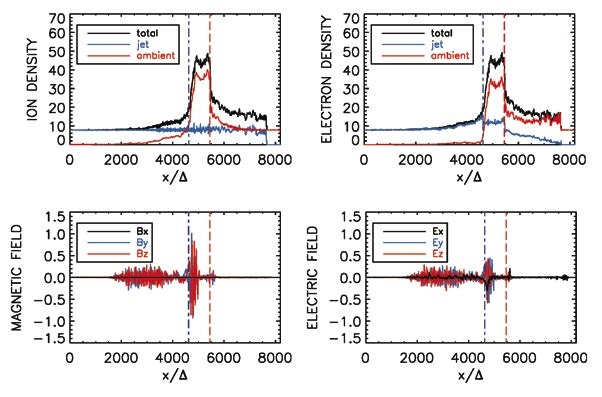 70
60
50
40
30
20
10
0
ION DENSITY
total
jet
ambient
0 2000 4000 6000 8000
x/Δ
70
60
50
40
30
20
10
0
ELECTRON DENSITY
total
jet
ambient
0 2000 4000 6000 8000
x/Δ
1.5
1.0
0.5
0.0
-0.5
-1.0
-1.5
MAGNETIC FIELD
Bx
By
Bz
0 2000 4000 6000 8000
x/Δ
1.5
1.0
0.5
0.0
-0.5
-1.0
-1.5
ELECTRIC FIELD
Ex
Ey
Ez
0 2000 4000 6000 8000
x/Δ